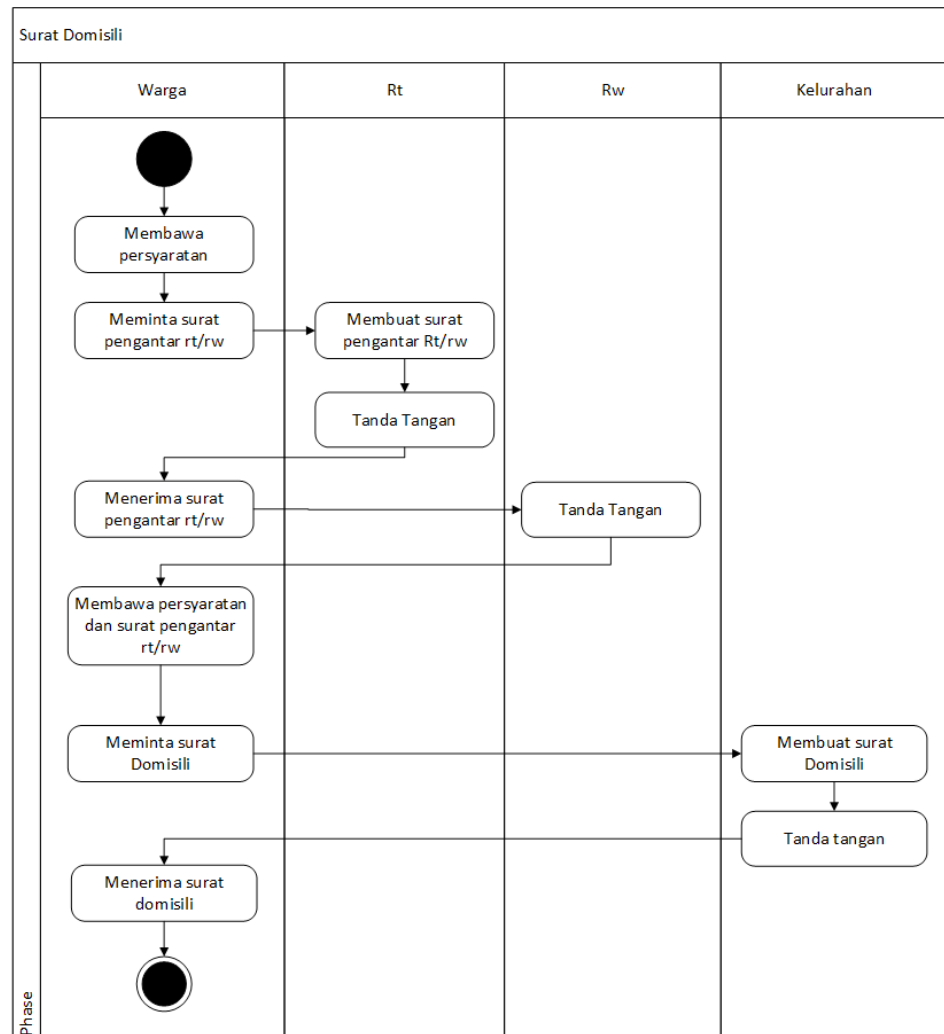 Surat Domisili
Warga
Rt
Rw
Kelurahan
Membawa
persyaratan
Meminta surat
pengantar rt/rw
Membuat surat
pengantar Rt/rw
Tanda Tangan
Menerima surat
pengantar rt/rw
Tanda Tangan
Membawa persyaratan
dan surat pengantar
rt/rw
Meminta surat
Domisili
Membuat surat
Domisili
Tanda tangan
Menerima surat
domisili
Phase